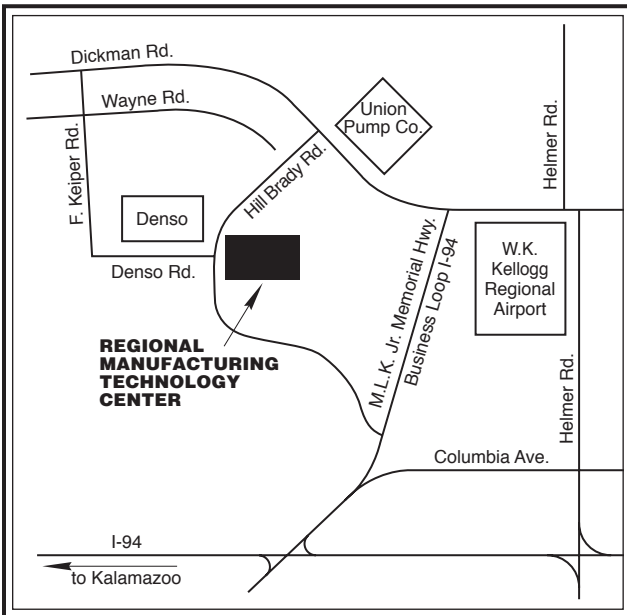 Dickman Rd.
Wayne Rd.
Union
Pump Co.
Helmer Rd.
F. Keiper Rd.
Hill Brady Rd.
Denso
Denso Rd.
M.L.K. Jr. Memorial Hwy.
Business Loop I-94
W.K.
Kellogg
Regional
Airport
REGIONAL
MANUFACTURING
TECHNOLOGY
CENTER
Helmer Rd.
Columbia Ave.
I-94
to Kalamazoo